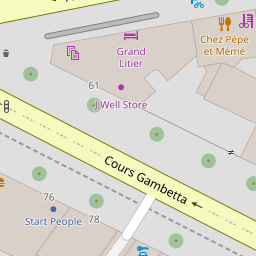 Chez Pépé
et Mémé
Grand
Litier
61
Well Store
Cours Gambetta
76
Start People
78